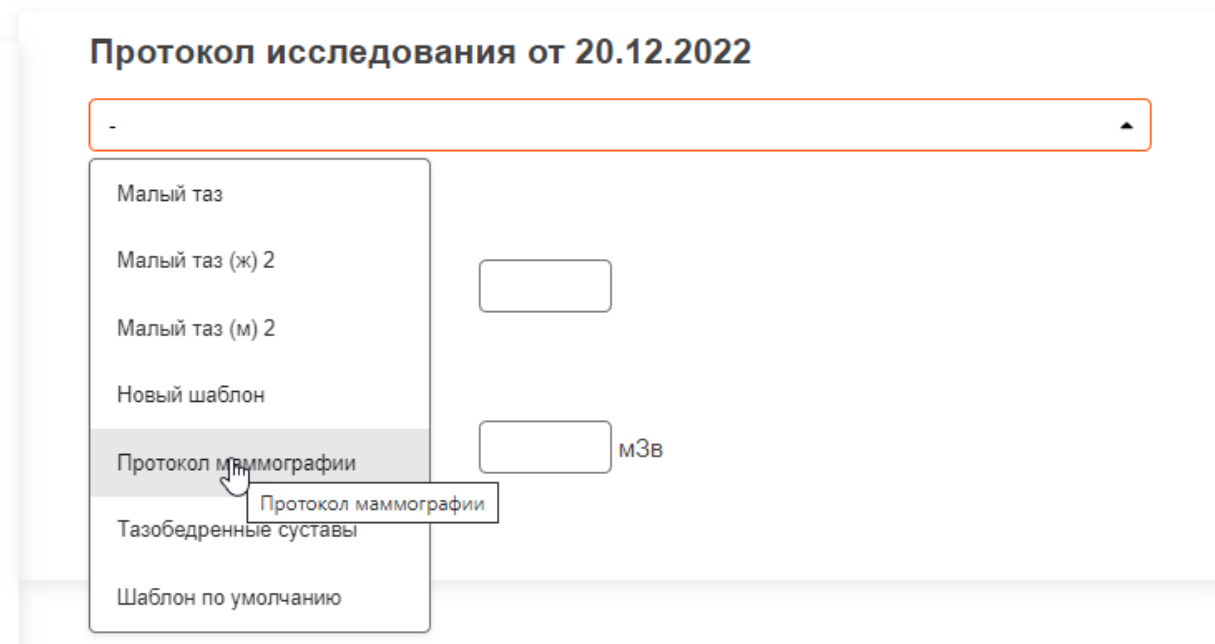 Протокол исследования от 20.12.2022
-
Малый таз
Малый таз (ж) 2
Малый таз (м) 2
Новый шаблон
Протокол маммографии
мЗв
Протокол маммографии
Тазобедренные суставы
Шаблон по умолчанию